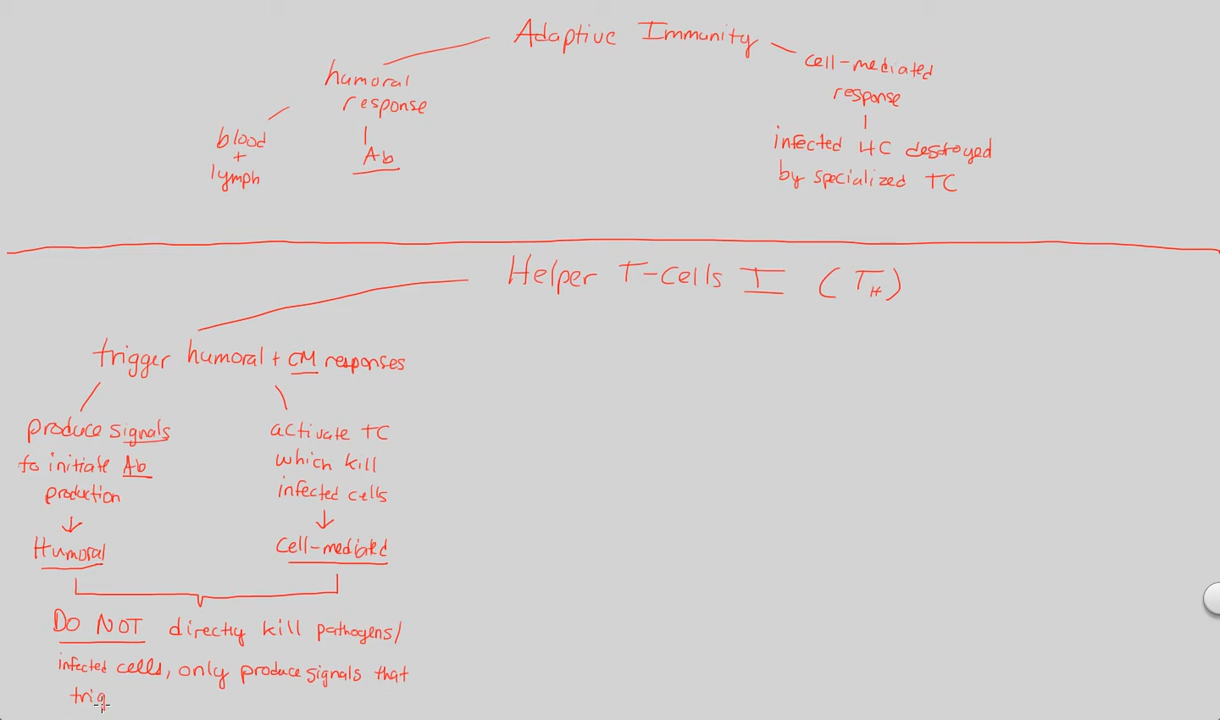 Adaptive Immunity
humoral
response
blood
+
lymph
Ab
cell-mediated
response
infected HC destroyed
by specialized TC
Helper T-Cells I (TH)
trigger humoral + CM responses
produce signals
to initiate Ab
production
Humoral
activate TC
which kill
infected cells
Cell-mediated
DO NOT directly kill pathogens/
infected cells, only produce signals that
trig